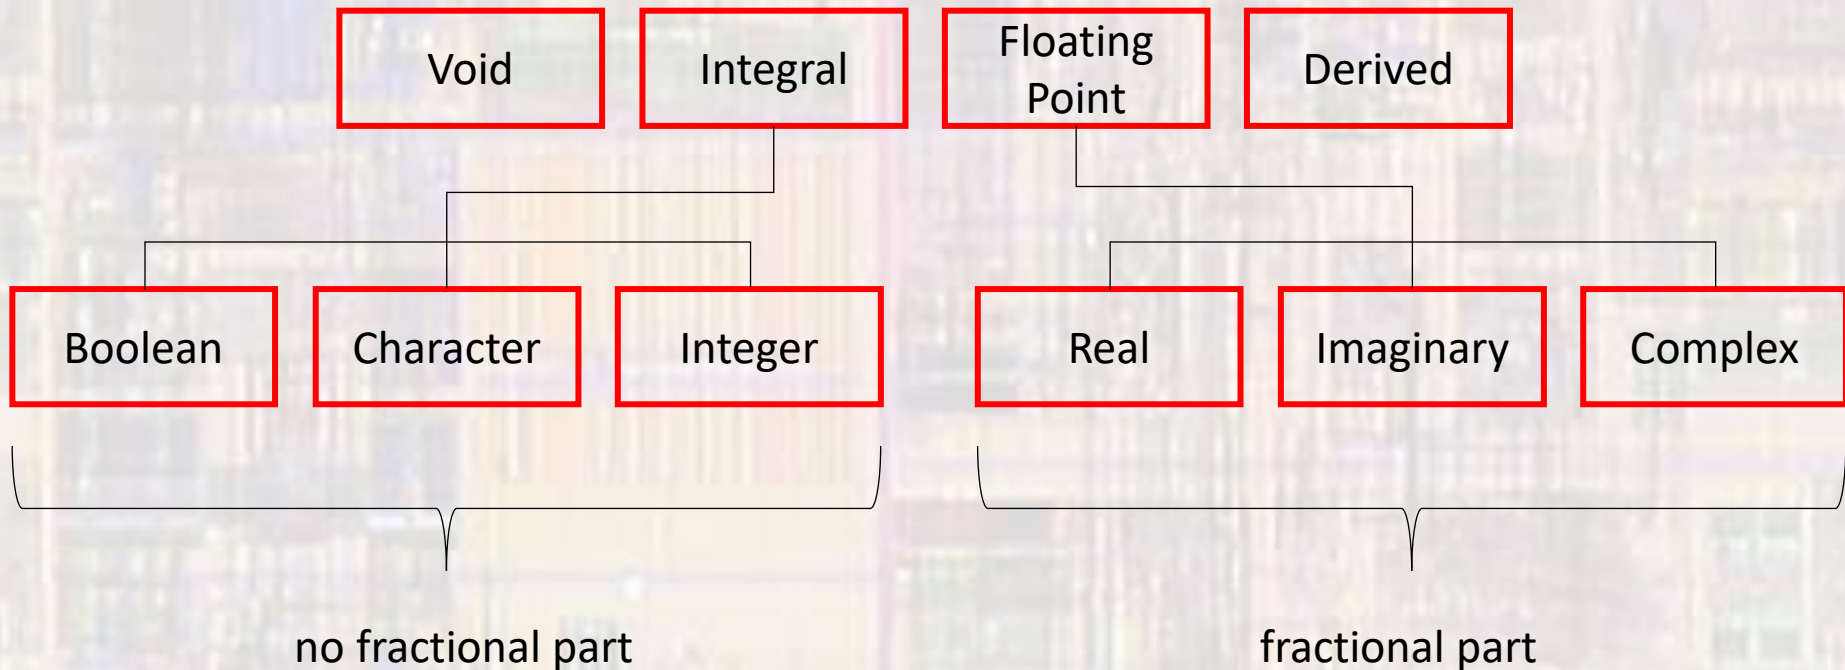 Void
Integral
Floating
Point
Derived
Boolean
Character
Integer
Real
Imaginary
Complex
no fractional part
fractional part